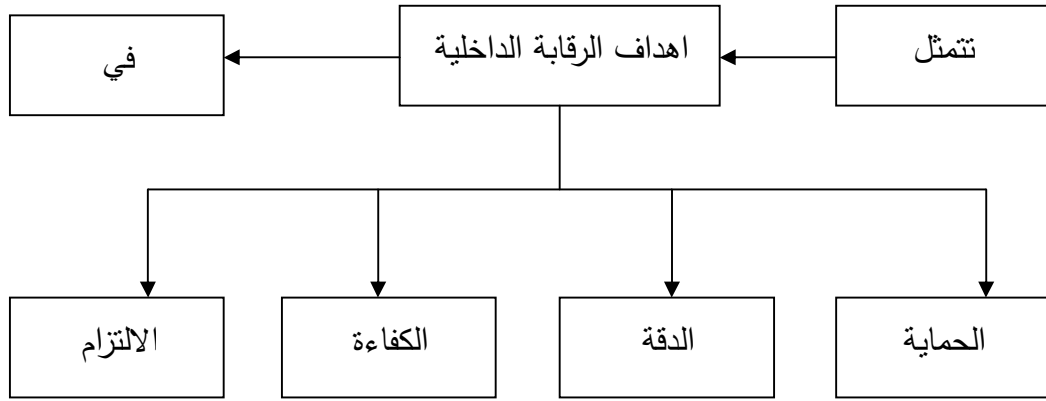 تتمثل
اهداف الرقابة الداخلية
في
الحماية
الدقة
الكفاءة
الالتزام